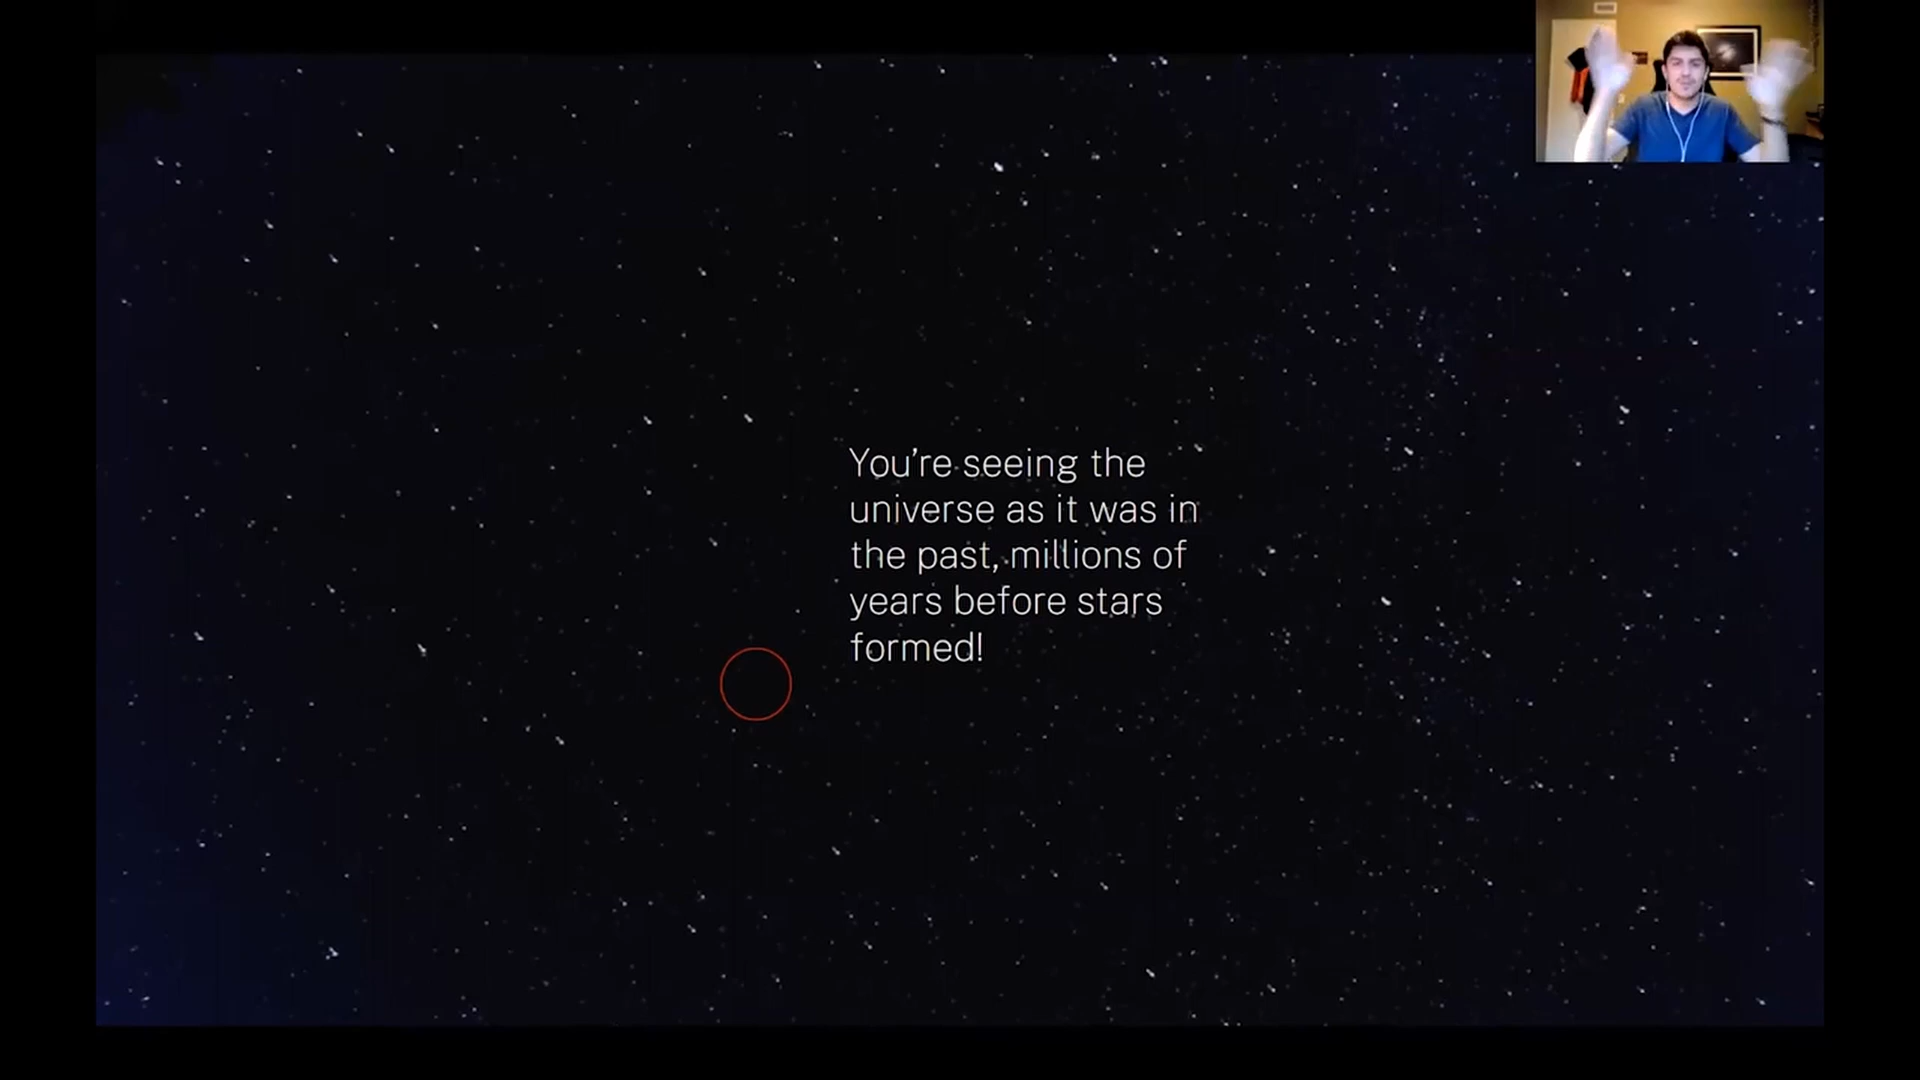 You're seeing the
universe as it was in
the past, millions of
years before stars
formed!